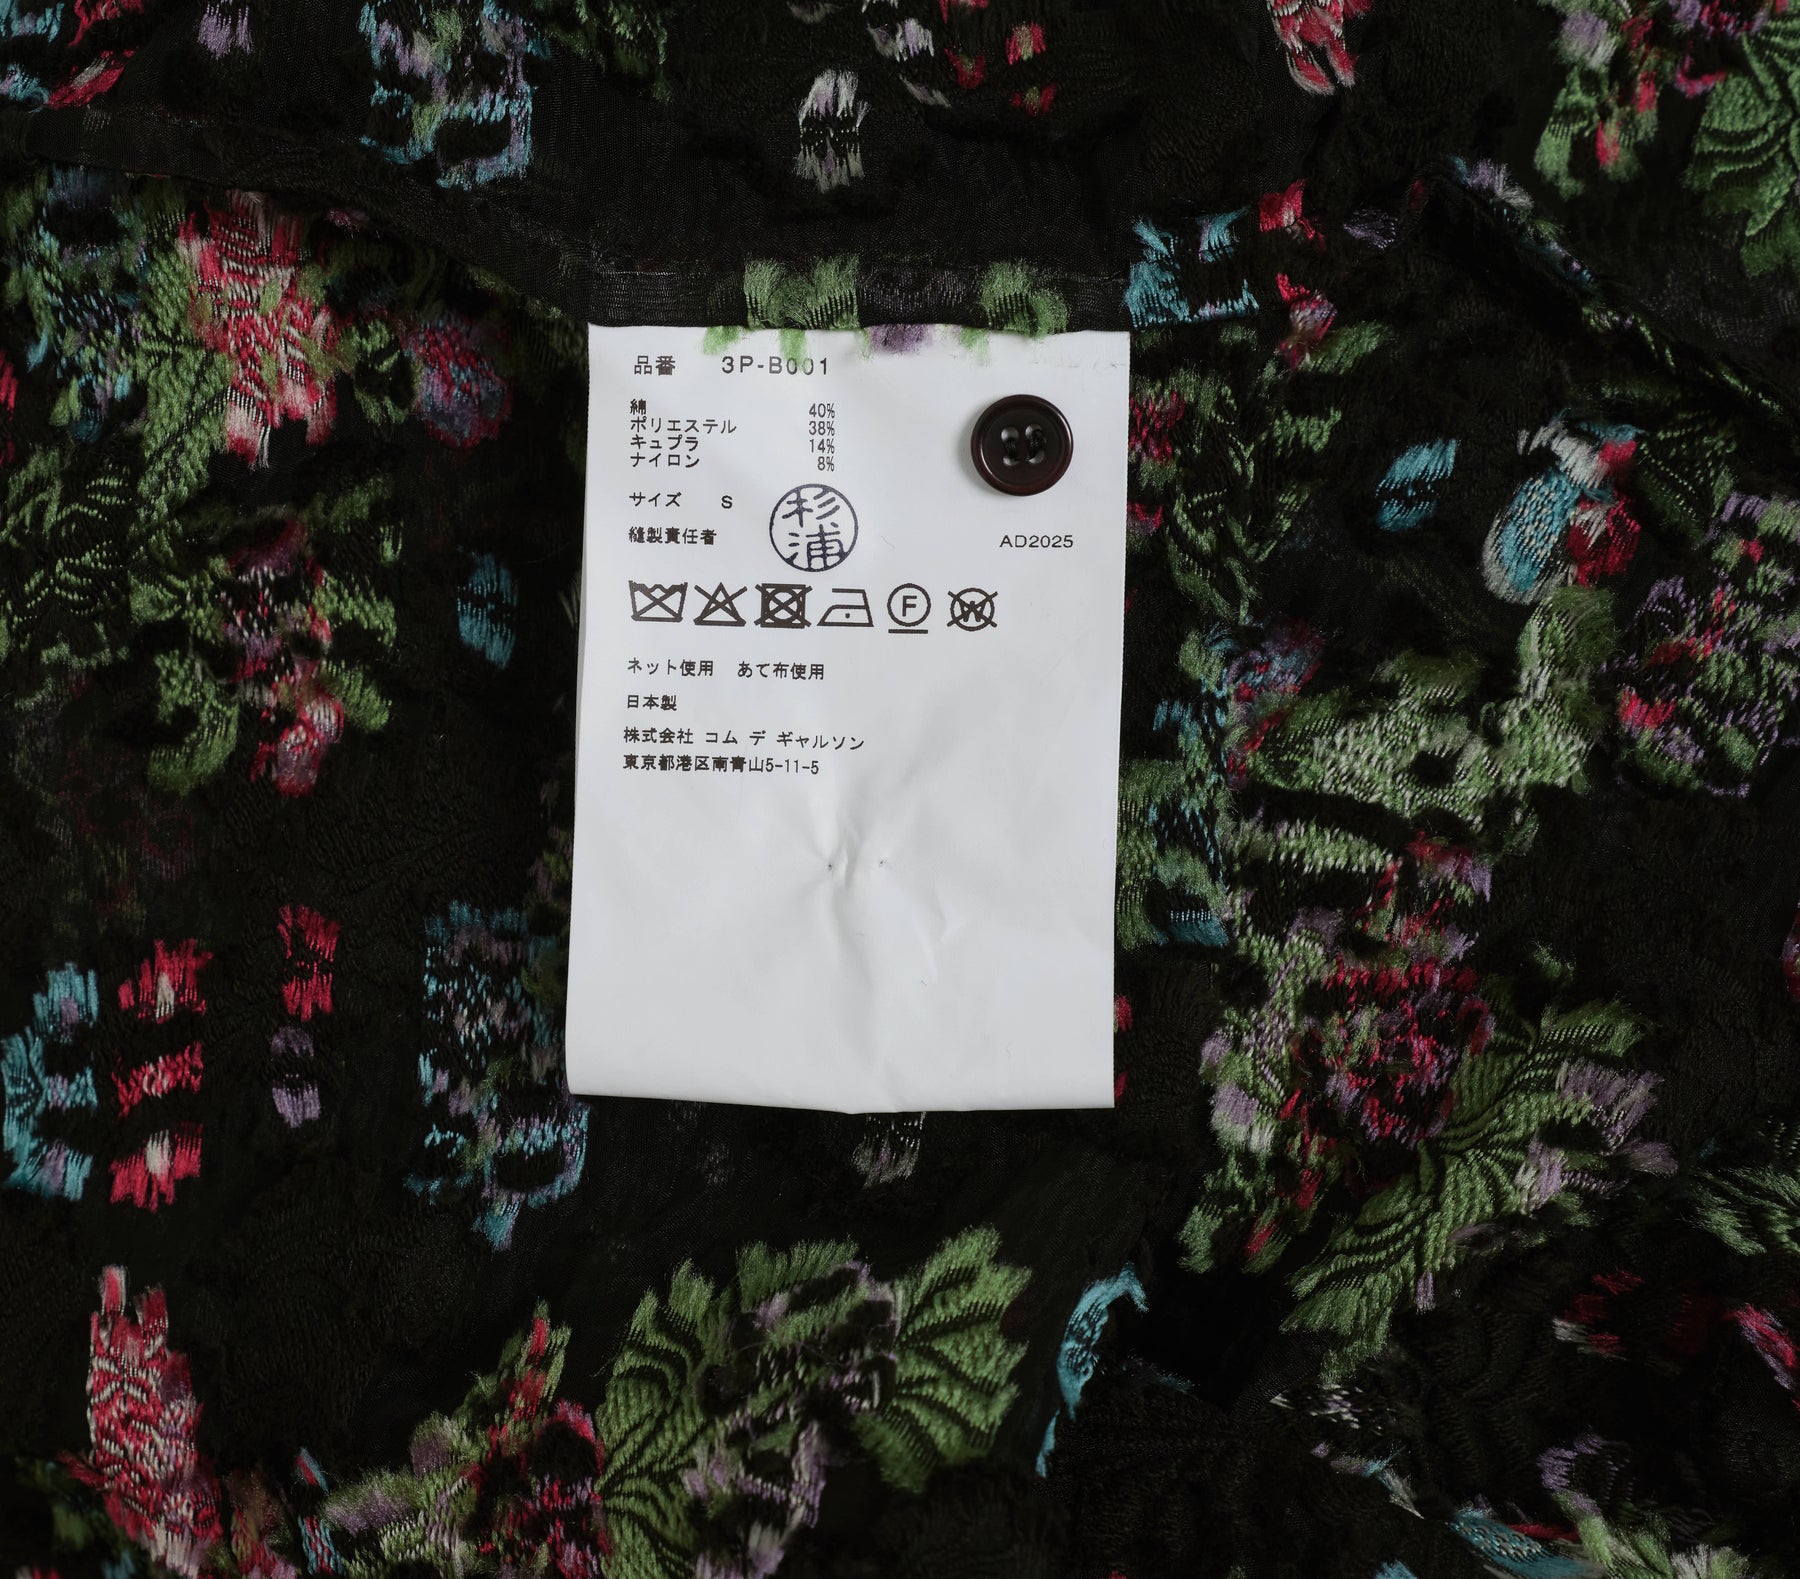 品番 3P-B001
綿 40%
ポリエステル 38%
キュプラ 14%
ナイロン 8%
サイズ S
縫製責任者 杉浦
AD2025
F W
ネット使用 あて布使用
日本製
株式会社 コム デ ギャルソン
東京都港区南青山5-11-5